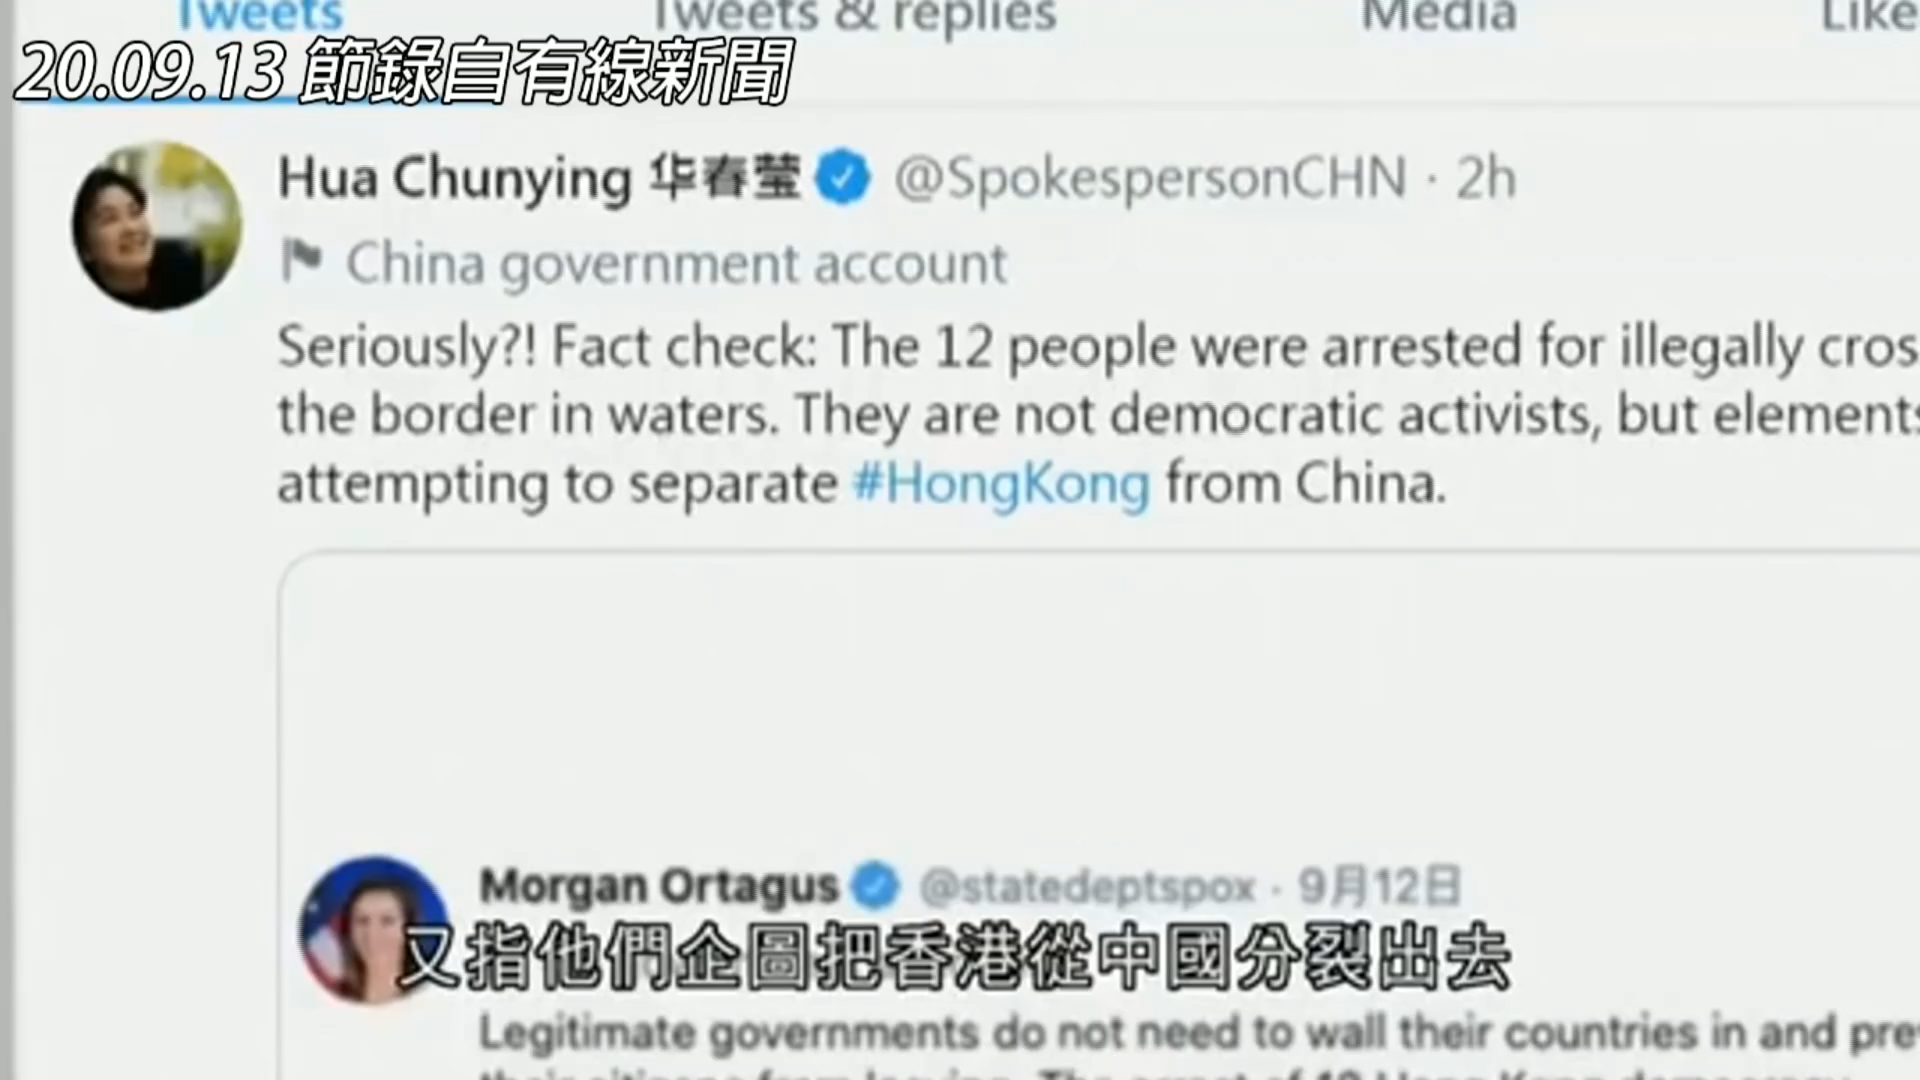 Tweets Tweets & replies Media Like
20.09.13 節錄自有線新聞
Hua Chunying 华春莹 @SpokespersonCHN · 2h
China government account
Seriously?! Fact check: The 12 people were arrested for illegally cros
the border in waters. They are not democratic activists, but elements
attempting to separate #HongKong from China.
Morgan Ortagus @statedeptspox · 9月12日
又指他們企圖把香港從中國分裂出去
Legitimate governments do not need to wall their countries in and pre